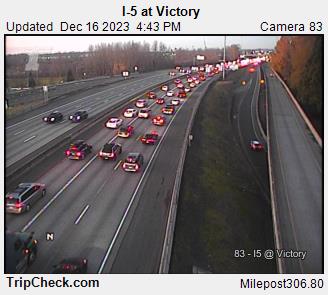 I-5 at Victory
Updated Dec 16 2023 4:43 PM Camera 83
N
83 - I5 @ Victory
TripCheck.com Milepost306.80